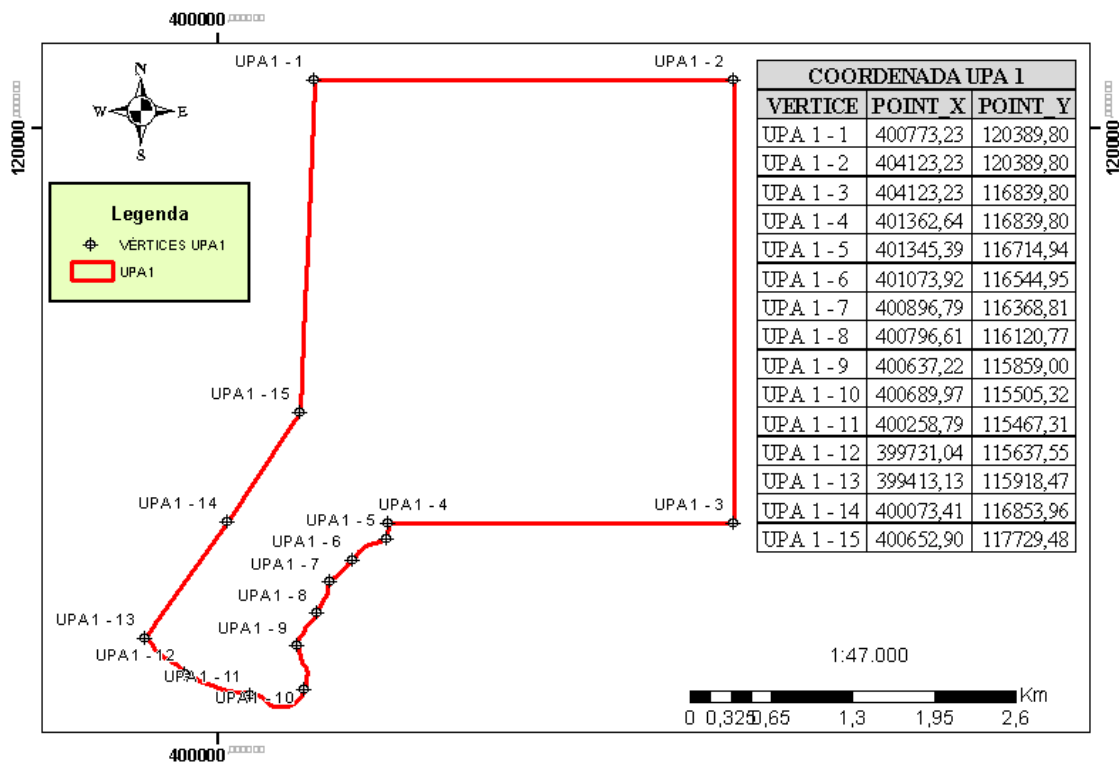 400000
UPA1 - 1
UPA1 - 2
N
W E
S
120000
120000
Legenda
VÉRTICES UPA1
UPA1
COORDENADA UPA 1
VERTICE POINT_X POINT_Y
UPA 1 - 1 400773,23 120389,80
UPA 1 - 2 404123,23 120389,80
UPA 1 - 3 404123,23 116839,80
UPA 1 - 4 401362,64 116839,80
UPA 1 - 5 401345,39 116714,94
UPA 1 - 6 401073,92 116544,95
UPA 1 - 7 400896,79 116368,81
UPA 1 - 8 400796,61 116120,77
UPA 1 - 9 400637,22 115859,00
UPA 1 - 10 400689,97 115505,32
UPA 1 - 11 400258,79 115467,31
UPA 1 - 12 399731,04 115637,55
UPA 1 - 13 399413,13 115918,47
UPA 1 - 14 400073,41 116853,96
UPA 1 - 15 400652,90 117729,48
UPA1 - 15
UPA1 - 14
UPA1 - 4
UPA1 - 3
UPA1 - 5
UPA1 - 6
UPA1 - 7
UPA1 - 8
UPA1 - 13
UPA1 - 9
UPA1 - 12
UPA1 - 11
UPA1 - 10
1:47.000
Km
0 0,325 0,65 1,3 1,95 2,6
400000